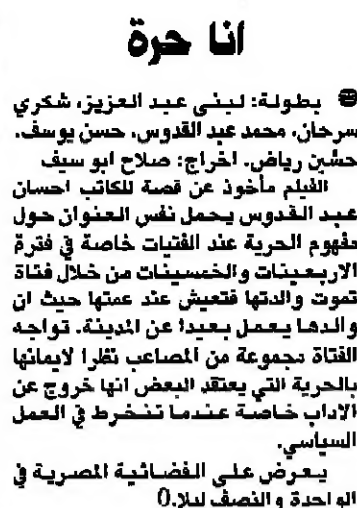 انا حرة
بطولة: لبنى عبد العزيز، شكري
سرحان، محمد عبد القدوس، حسن يوسف،
حسين رياض. اخراج: صلاح ابو سيف
الفيلم مأخوذ عن قصة للكاتب احسان
عبد القدوس يحمل نفس العنوان حول
مفهوم الحرية عند الفتيات خاصة في فترة
الاربعينات والخمسينات من خلال فتاة
تموت والدتها فتعيش عند عمتها حيث ان
والدها يعمل بعيدا عن المدينة. تواجه
الفتاة مجموعة من المصاعب نظرا لايمانها
بالحرية التي يعتقد البعض انها خروج عن
الاداب خاصة عندما تنخرط في العمل
السياسي.
يعرض على الفضائية المصرية في
الواحدة والنصف ليلا.()